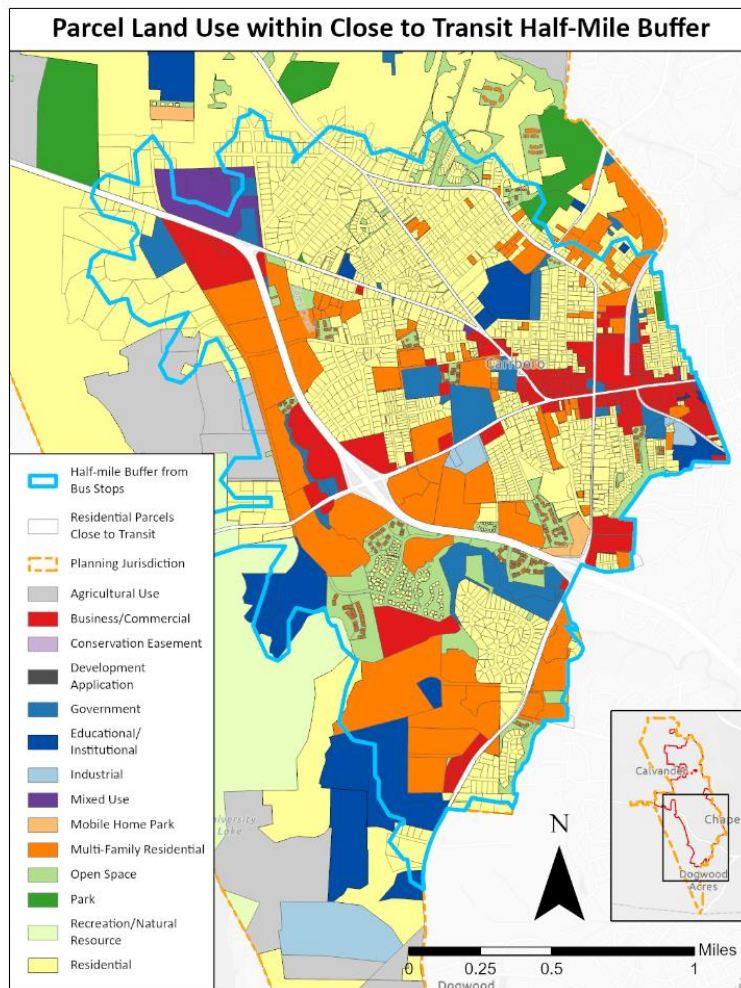 Parcel Land Use within Close to Transit Half-Mile Buffer
Carrboro
Half-mile Buffer from
Bus Stops
Residential Parcels
Close to Transit
Planning Jurisdiction
Agricultural Use
Business/Commercial
Conservation Easement
Development
Application
Government
Educational/
Institutional
Industrial
Mixed Use
Mobile Home Park
Multi-Family Residential
Open Space
Park
Recreation/Natural
Resource
Residential
University
Lake
N
Miles
0 0.25 0.5 1
Dogwood
Calvander
Chape
Dogwood
Acres